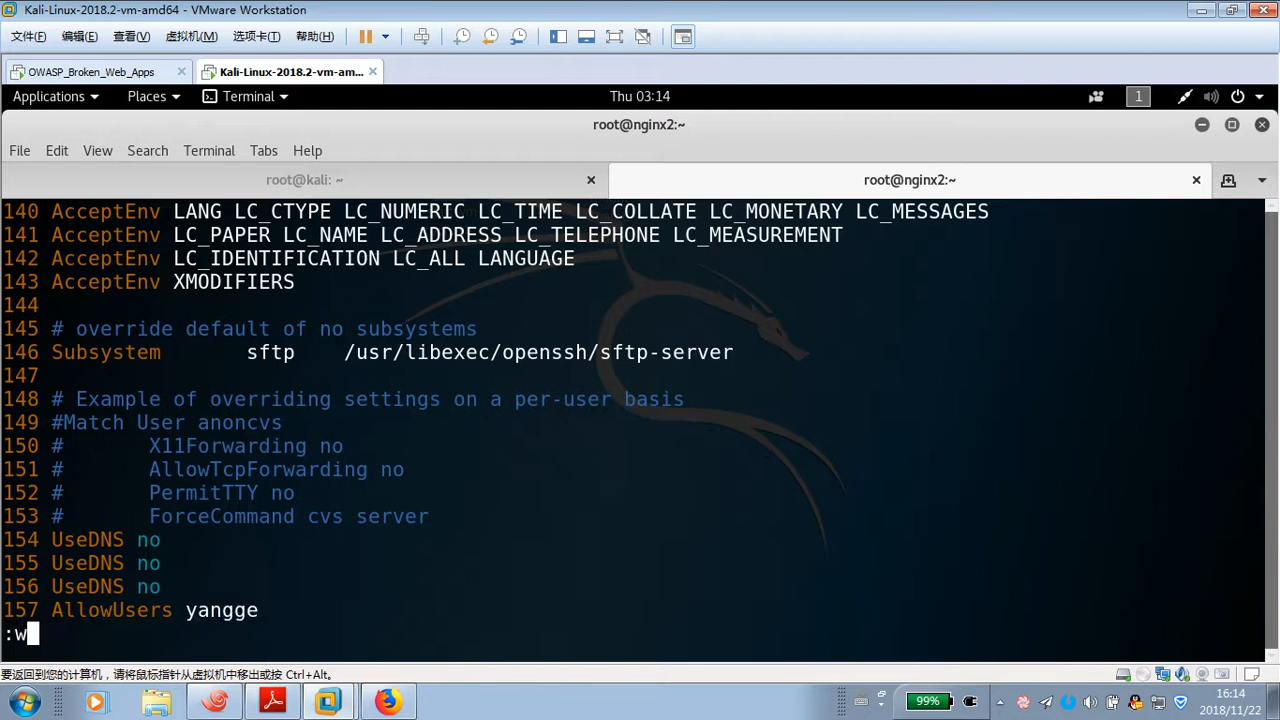 Kali-Linux-2018.2-vm-amd64 - VMware Workstation
文件(F) 编辑(E) 查看(V) 虚拟机(M) 选项卡(T) 帮助(H)
OWASP_Broken_Web_Apps Kali-Linux-2018.2-vm-am...
Applications Places Terminal Thu 03:14 1
root@nginx2:~
File Edit View Search Terminal Tabs Help
root@kali: ~ root@nginx2:~
140 AcceptEnv LANG LC_CTYPE LC_NUMERIC LC_TIME LC_COLLATE LC_MONETARY LC_MESSAGES
141 AcceptEnv LC_PAPER LC_NAME LC_ADDRESS LC_TELEPHONE LC_MEASUREMENT
142 AcceptEnv LC_IDENTIFICATION LC_ALL LANGUAGE
143 AcceptEnv XMODIFIERS
144
145 # override default of no subsystems
146 Subsystem sftp /usr/libexec/openssh/sftp-server
147
148 # Example of overriding settings on a per-user basis
149 #Match User anoncvs
150 # X11Forwarding no
151 # AllowTcpForwarding no
152 # PermitTTY no
153 # ForceCommand cvs server
154 UseDNS no
155 UseDNS no
156 UseDNS no
157 AllowUsers yangge
:w
要返回到您的计算机，请将鼠标指针从虚拟机中移出或按 Ctrl+Alt。
99% 16:14
2018/11/22